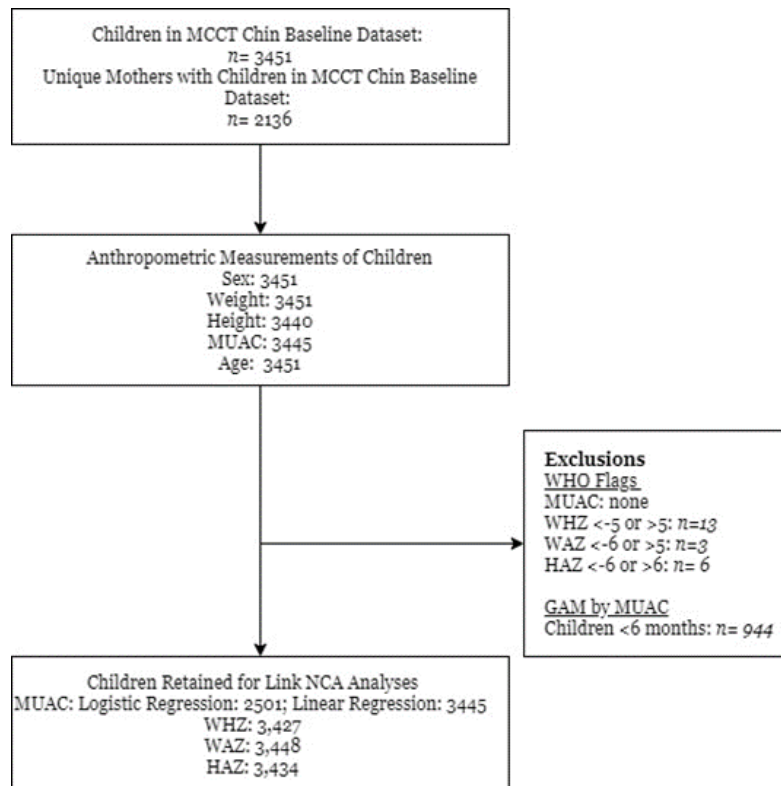 Children in MCCT Chin Baseline Dataset:
n= 3451
Unique Mothers with Children in MCCT Chin Baseline
Dataset:
n= 2136
Anthropometric Measurements of Children
Sex: 3451
Weight: 3451
Height: 3440
MUAC: 3445
Age: 3451
Exclusions
WHO Flags
MUAC: none
WHZ <-5 or >5: n=13
WAZ <-6 or >5: n=3
HAZ <-6 or >6: n= 6
GAM by MUAC
Children <6 months: n= 944
Children Retained for Link NCA Analyses
MUAC: Logistic Regression: 2501; Linear Regression: 3445
WHZ: 3,427
WAZ: 3,448
HAZ: 3,434